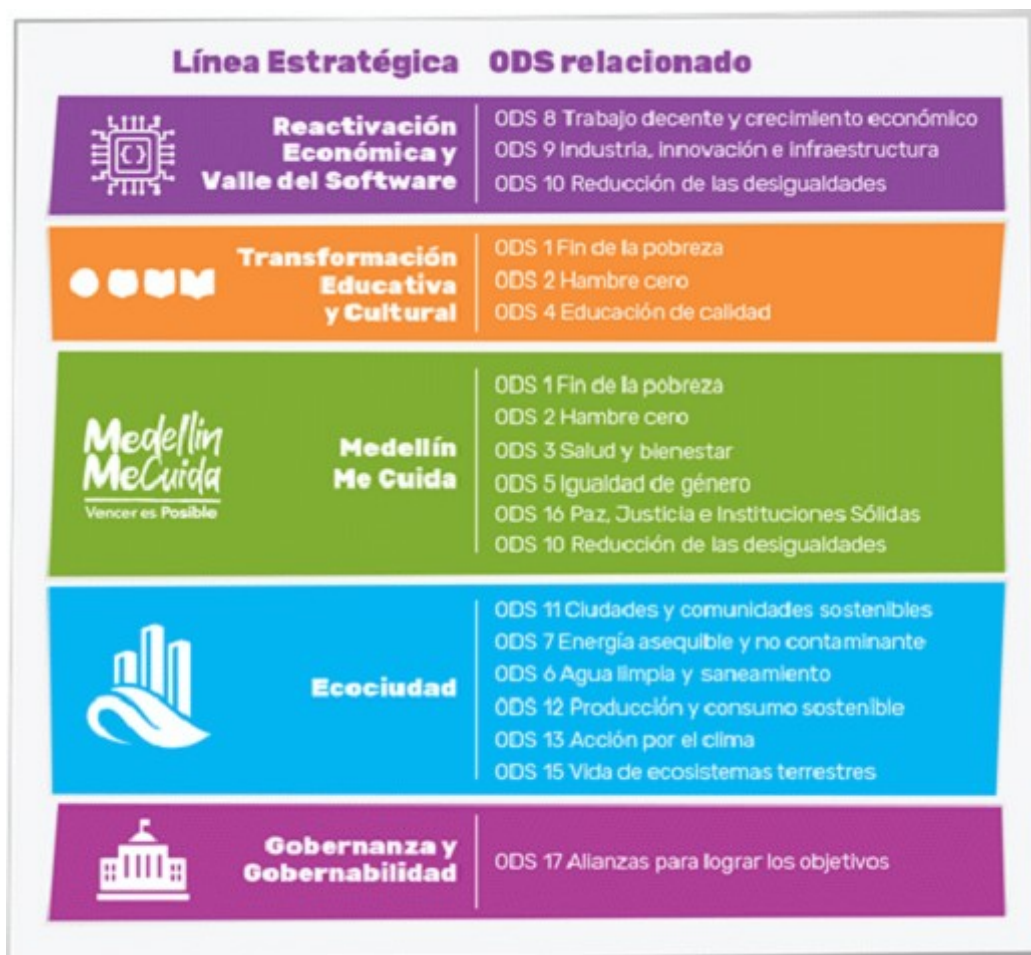 Línea Estratégica ODS relacionado
Reactivación
Económica y
Valle del Software
ODS 8 Trabajo decente y crecimiento económico
ODS 9 Industria, innovación e infraestructura
ODS 10 Reducción de las desigualdades
Transformación
Educativa
y Cultural
ODS 1 Fin de la pobreza
ODS 2 Hambre cero
ODS 4 Educación de calidad
Medellín
MeCuida
Vencer es Posible
Medellín
Me Cuida
ODS 1 Fin de la pobreza
ODS 2 Hambre cero
ODS 3 Salud y bienestar
ODS 5 Igualdad de género
ODS 16 Paz, Justicia e Instituciones Sólidas
ODS 10 Reducción de las desigualdades
Ecociudad
ODS 11 Ciudades y comunidades sostenibles
ODS 7 Energía asequible y no contaminante
ODS 6 Agua limpia y saneamiento
ODS 12 Producción y consumo sostenible
ODS 13 Acción por el clima
ODS 15 Vida de ecosistemas terrestres
Gobernanza y
Gobernabilidad
ODS 17 Alianzas para lograr los objetivos